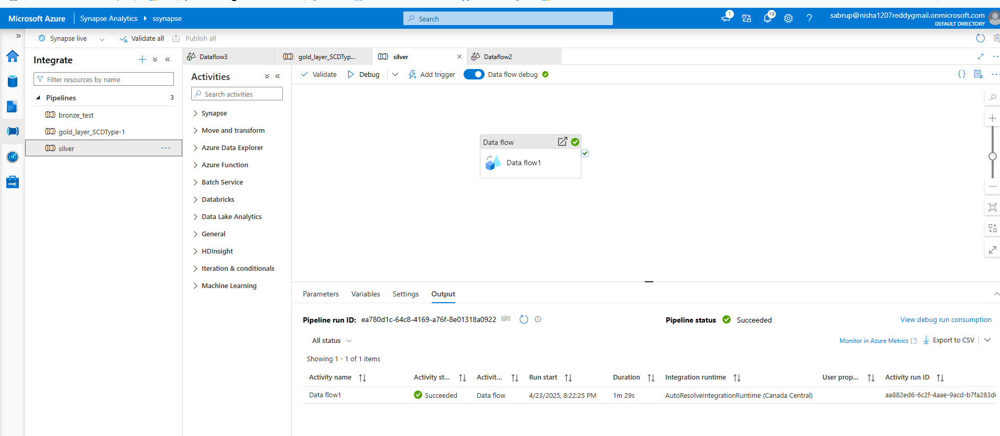 Microsoft Azure
Synapse Analytics
ssynapse
Search
1
19
sabrup@nisha1207reddygmail.onmicrosoft.com
DEFAULT DIRECTORY
Synapse live
Validate all
Publish all
Integrate
Filter resources by name
Pipelines 3
bronze_test
gold_layer_SCDType-1
silver
Dataflow3
gold_layer_SCDTyp...
silver
Dataflow2
Activities
Search activities
Synapse
Move and transform
Azure Data Explorer
Azure Function
Batch Service
Databricks
Data Lake Analytics
General
HDInsight
Iteration & conditionals
Machine Learning
Validate Debug Add trigger Data flow debug
Data flow
Data flow1
Parameters Variables Settings Output
Pipeline run ID: ea780d1c-64c8-4169-a76f-8e01318a0922 Pipeline status Succeeded View debug run consumption
All status Monitor in Azure Metrics Export to CSV
Showing 1 - 1 of 1 items
Activity name Activity st... Activit... Run start Duration Integration runtime User prop... Activity run ID
Data flow1 Succeeded Data flow 4/23/2025, 8:22:25 PM 1m 29s AutoResolveIntegrationRuntime (Canada Central) aa882ed6-6c2f-4aae-9acd-b7fa283d